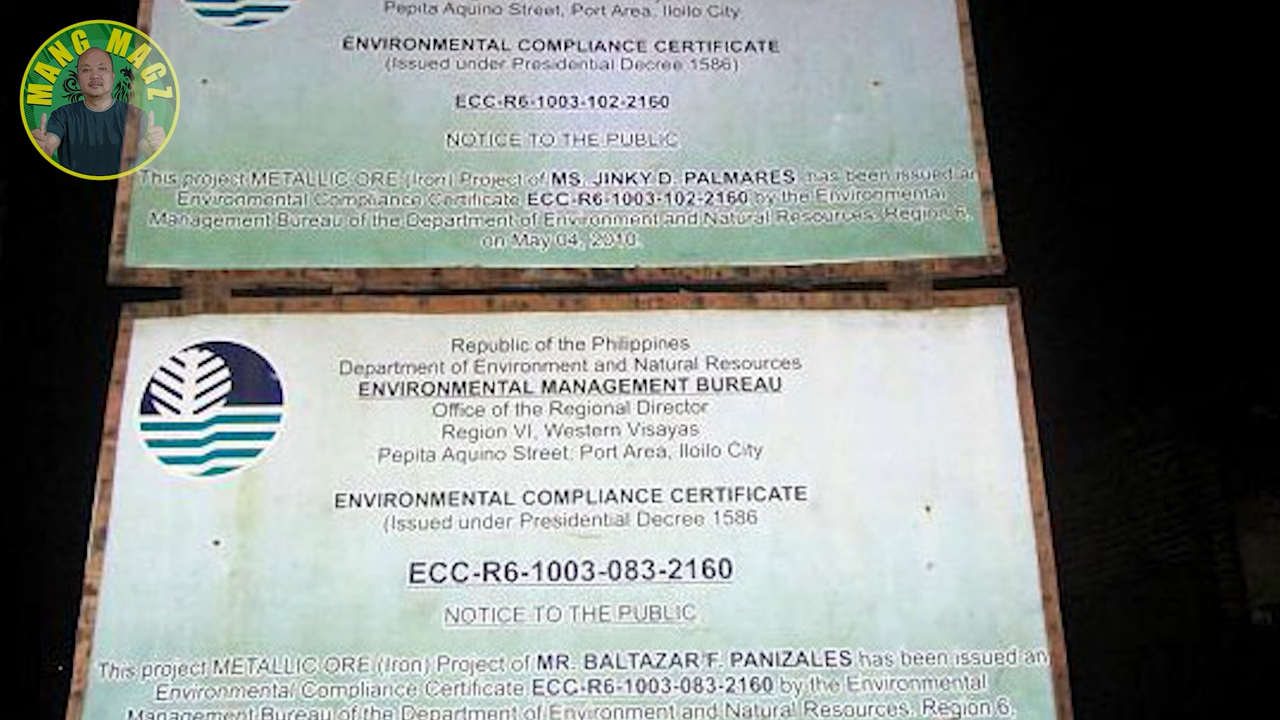 MANG MAGZ
Pepita Aquino Street, Port Area, Iloilo City
ENVIRONMENTAL COMPLIANCE CERTIFICATE
(Issued under Presidential Decree 1586)
ECC-R6-1003-102-2160
NOTICE TO THE PUBLIC
This project METALLIC ORE (Iron) Project of MS. JINKY D. PALMARES has been issued an
Environmental Compliance Certificate ECC-R6-1003-102-2160 by the Environmental
Management Bureau of the Department of Environment and Natural Resources, Region 6,
on May 04, 2010.
Republic of the Philippines
Department of Environment and Natural Resources
ENVIRONMENTAL MANAGEMENT BUREAU
Office of the Regional Director
Region VI, Western Visayas
Pepita Aquino Street, Port Area, Iloilo City
ENVIRONMENTAL COMPLIANCE CERTIFICATE
(Issued under Presidential Decree 1586
ECC-R6-1003-083-2160
NOTICE TO THE PUBLIC
This project METALLIC ORE (Iron) Project of MR. BALTAZAR F. PANIZALES has been issued an
Environmental Compliance Certificate ECC-R6-1003-083-2160 by the Environmental
Management Bureau of the Department of Environment and Natural Resources, Region 6,